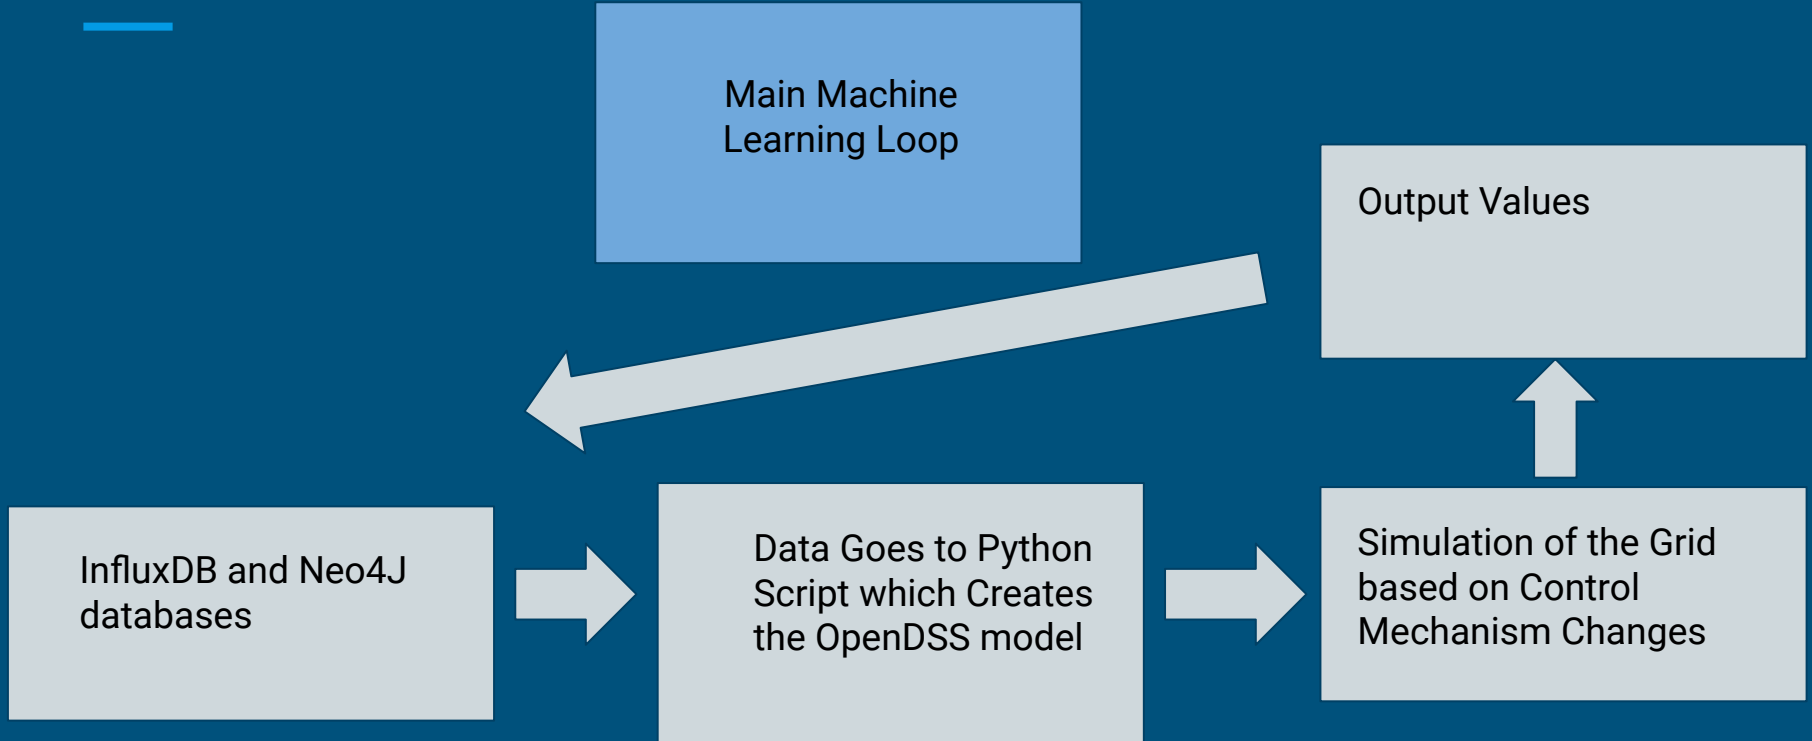 Main Machine
Learning Loop
Output Values
InfluxDB and Neo4J
databases
Data Goes to Python
Script which Creates
the OpenDSS model
Simulation of the Grid
based on Control
Mechanism Changes